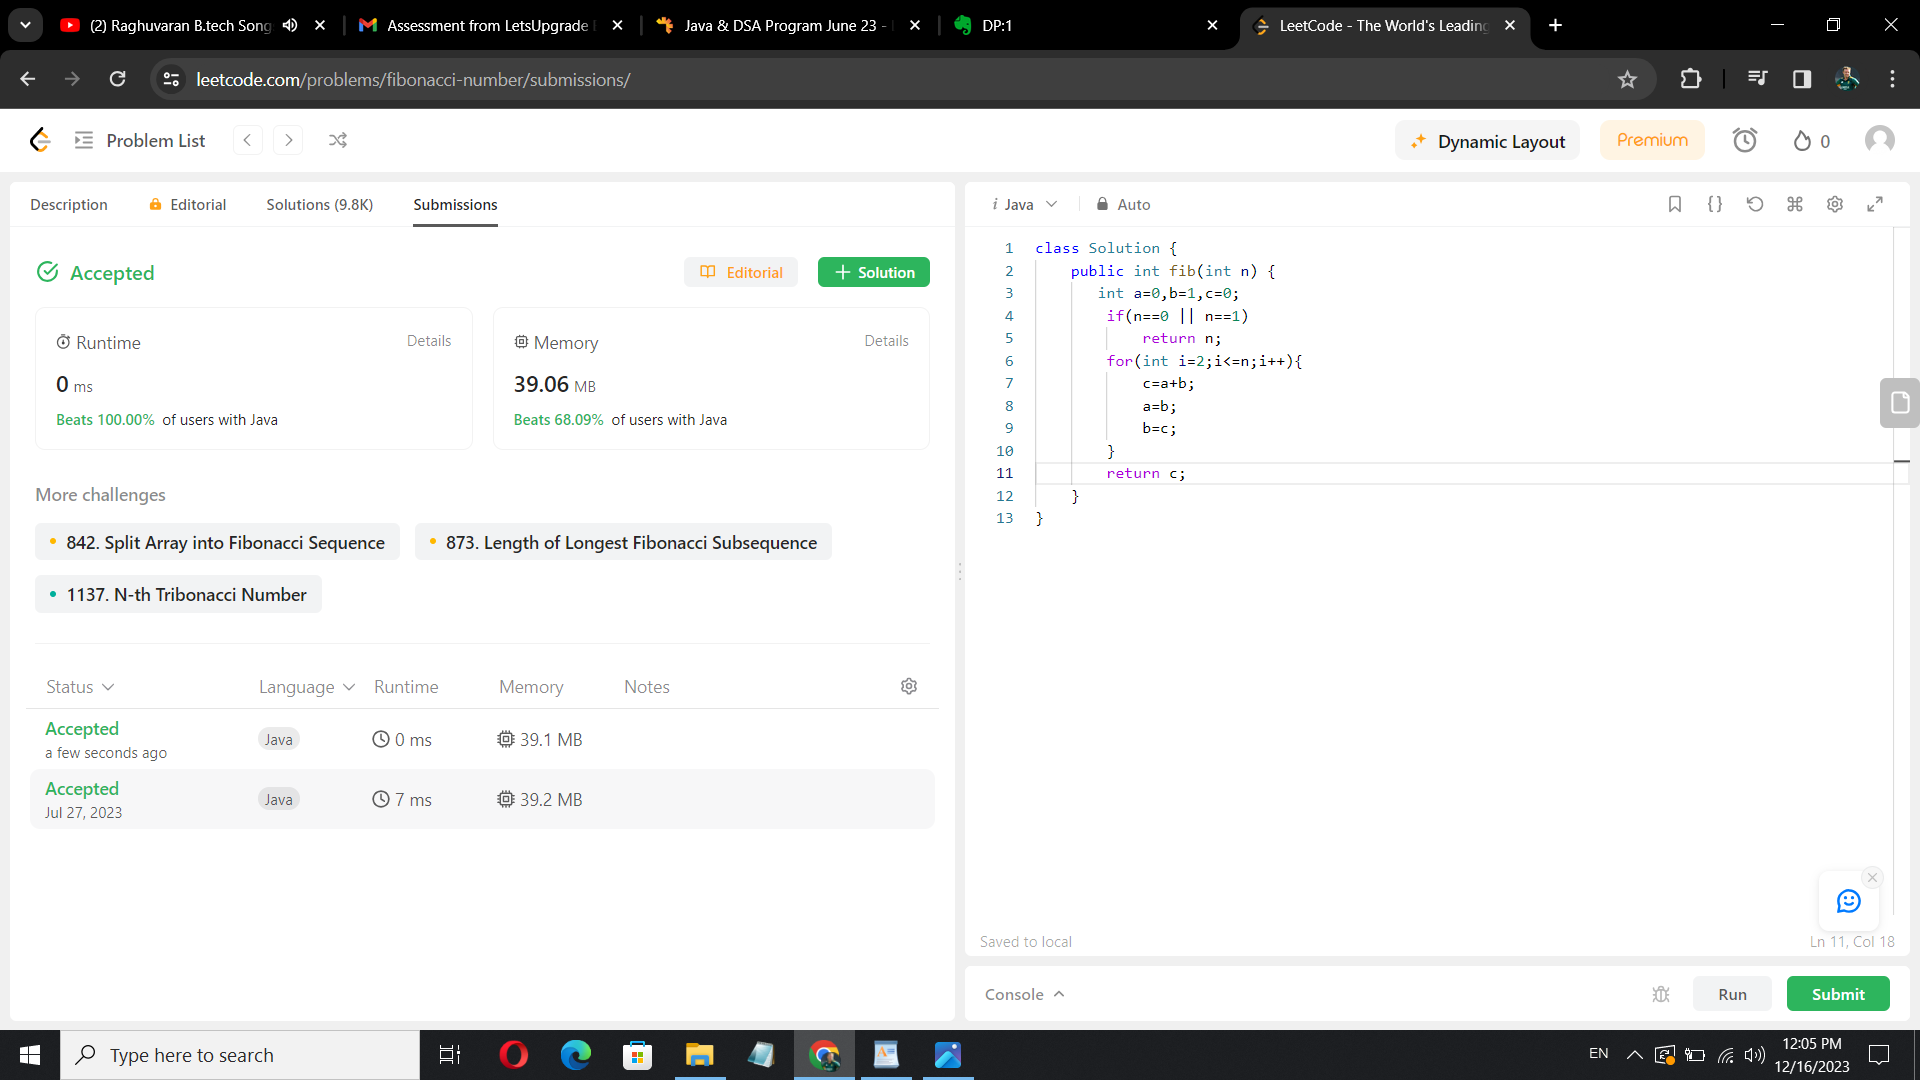 (2) Raghuvaran B.tech Song
Assessment from LetsUpgrade E
Java & DSA Program June 23 -
DP:1
LeetCode - The World's Leading
leetcode.com/problems/fibonacci-number/submissions/
Problem List
Dynamic Layout
Premium
0
Description
Editorial
Solutions (9.8K)
Submissions
Accepted
Editorial
+ Solution
Runtime
Details
0 ms
Beats 100.00% of users with Java
Memory
Details
39.06 MB
Beats 68.09% of users with Java
More challenges
842. Split Array into Fibonacci Sequence
873. Length of Longest Fibonacci Subsequence
1137. N-th Tribonacci Number
Status
Language
Runtime
Memory
Notes
Accepted
a few seconds ago
Java
0 ms
39.1 MB
Accepted
Jul 27, 2023
Java
7 ms
39.2 MB
i Java
Auto
{}
1 class Solution {
2 public int fib(int n) {
3 int a=0,b=1,c=0;
4 if(n==0 || n==1)
5 return n;
6 for(int i=2;i<=n;i++){
7 c=a+b;
8 a=b;
9 b=c;
10 }
11 return c;
12 }
13 }
Saved to local
Ln 11, Col 18
Console
Run
Submit
Type here to search
EN
12:05 PM
12/16/2023